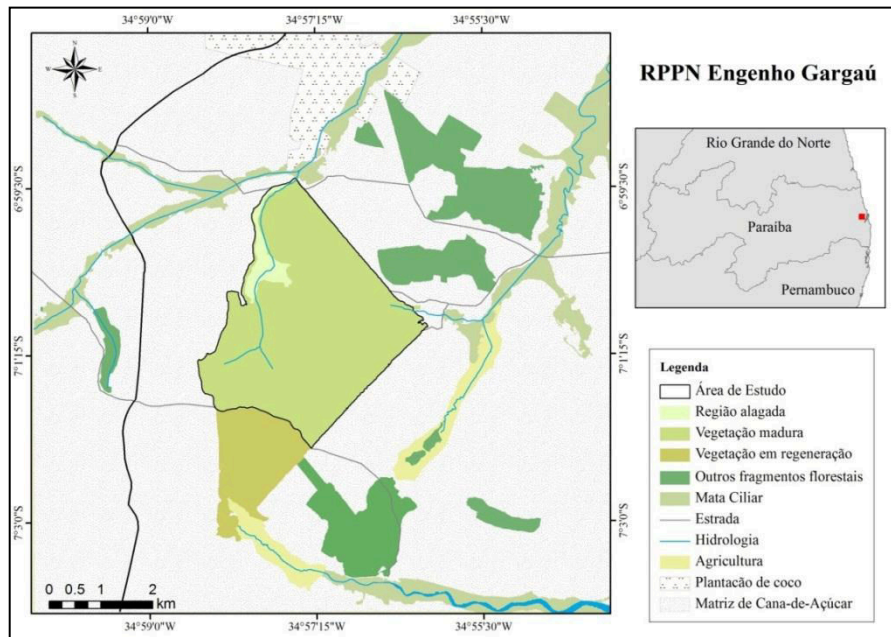 34°59'0"W
34°57'15"W
34°55'30"W
RPPN Engenho Gargaú
N
W
E
S
6°59'30"S
6°59'30"S
7°1'15"S
7°1'15"S
7°3'0"S
7°3'0"S
Rio Grande do Norte
Paraíba
Pernambuco
Legenda
Área de Estudo
Região alagada
Vegetação madura
Vegetação em regeneração
Outros fragmentos florestais
Mata Ciliar
Estrada
Hidrologia
Agricultura
Plantacão de coco
Matriz de Cana-de-Açúcar
0 0.5 1 2
km
34°59'0"W
34°57'15"W
34°55'30"W